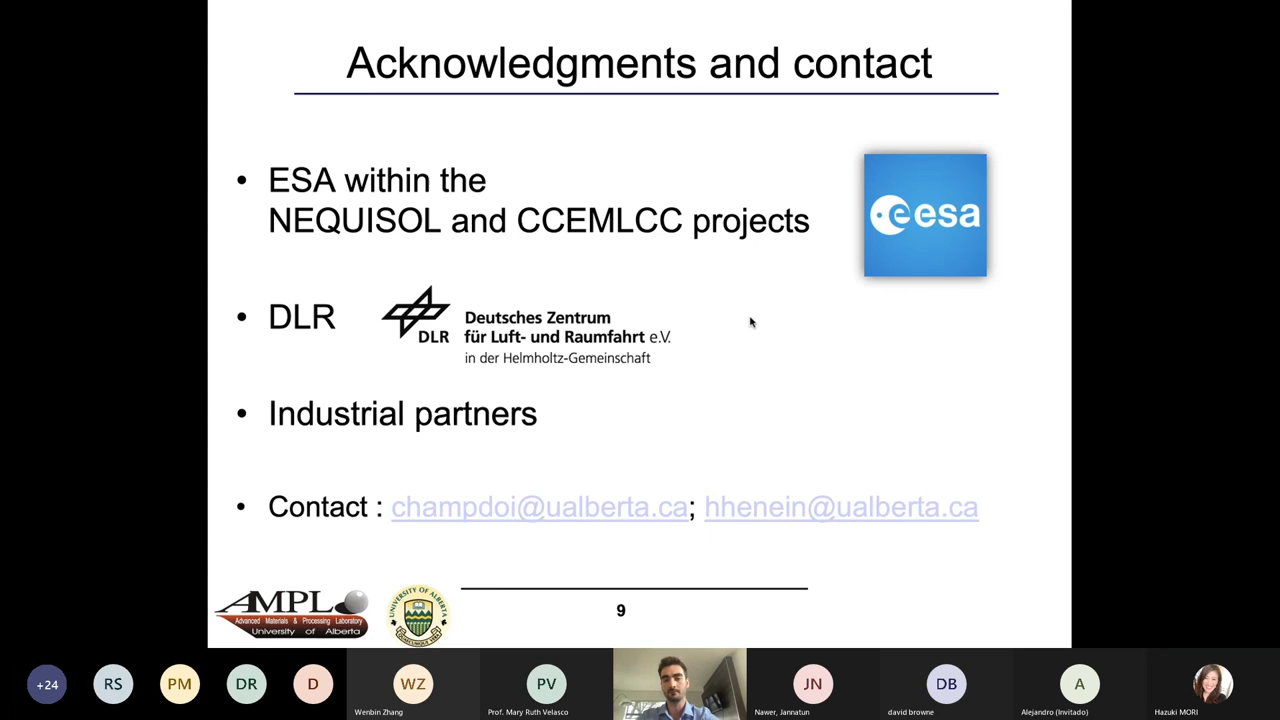 Acknowledgments and contact
• ESA within the
NEQUISOL and CCEMLCC projects
esa
• DLR
DLR
Deutsches Zentrum
für Luft- und Raumfahrt e.V.
in der Helmholtz-Gemeinschaft
• Industrial partners
• Contact : champdoi@ualberta.ca; hhenein@ualberta.ca
AMPL
Advanced Materials & Processing Laboratory
University of Alberta
UNIVERSITY OF ALBERTA
9
+24
RS
PM
DR
D
WZ
Wenbin Zhang
PV
Prof. Mary Ruth Velasco
JN
Nawer, Jannatun
DB
david browne
A
Alejandro (Invitado)
Hazuki MORI